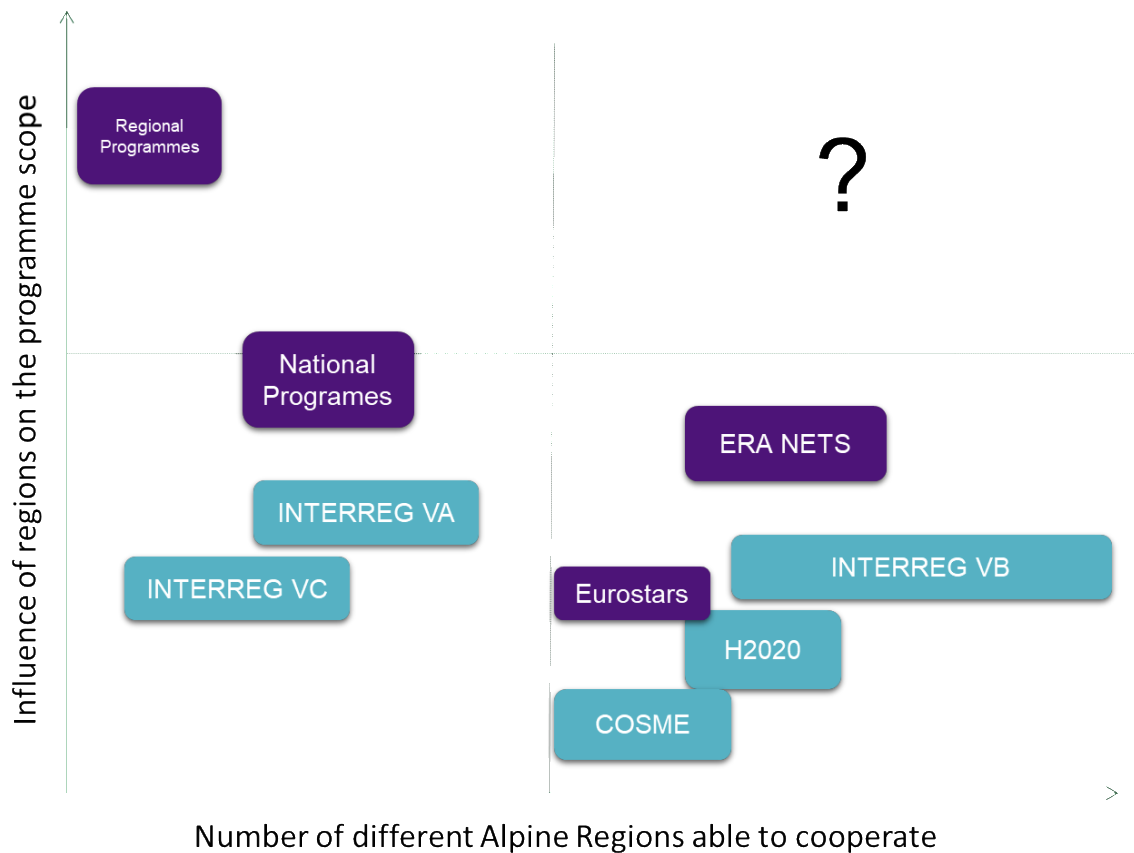 Influence of regions on the programme scope
Regional
Programmes
?
National
Programes
ERA NETS
INTERREG VA
INTERREG VB
INTERREG VC
Eurostars
H2020
COSME
Number of different Alpine Regions able to cooperate